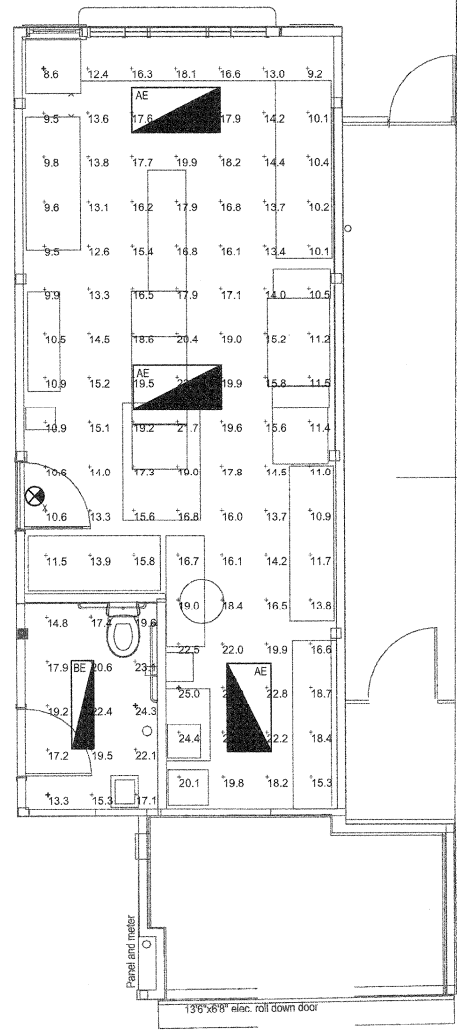 8.6 12.4 16.3 18.1 16.6 13.0 9.2
AE
9.5 13.6 17.6 17.9 14.2 10.1
9.8 13.8 17.7 19.9 18.2 14.4 10.4
9.6 13.1 16.2 17.9 16.8 13.7 10.2
9.5 12.6 15.4 16.8 16.1 13.4 10.1
9.9 13.3 16.5 17.9 17.1 14.0 10.5
10.5 14.5 18.6 20.4 19.0 15.2 11.2
AE
10.9 15.2 19.5 19.9 15.8 11.5
10.9 15.1 19.2 21.7 19.6 15.6 11.4
10.6 14.0 17.3 19.0 17.8 14.5 11.0
10.6 13.3 15.6 16.8 16.0 13.7 10.9
11.5 13.9 15.8 16.7 16.1 14.2 11.7
19.0 18.4 16.5 13.8
14.8 17.4 19.6
22.5 22.0 19.9 16.6
17.9 BE 20.6 23.1 AE
25.0 22.8 18.7
19.2 22.4 24.3
24.4 22.2 18.4
17.2 19.5 22.1
20.1 19.8 18.2 15.3
13.3 15.3 17.1
Panel and meter
13'6"x6'8" elec. roll down door